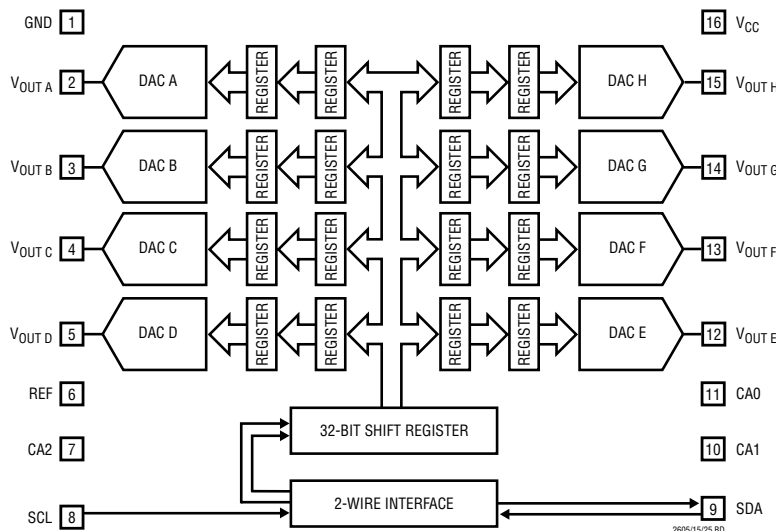 GND 1
16 VCC
VOUT A 2 DAC A REGISTER REGISTER REGISTER REGISTER DAC H 15 VOUT H
VOUT B 3 DAC B REGISTER REGISTER REGISTER REGISTER DAC G 14 VOUT G
VOUT C 4 DAC C REGISTER REGISTER REGISTER REGISTER DAC F 13 VOUT F
VOUT D 5 DAC D REGISTER REGISTER REGISTER REGISTER DAC E 12 VOUT E
REF 6
11 CA0
32-BIT SHIFT REGISTER
CA2 7
10 CA1
2-WIRE INTERFACE
SCL 8
9 SDA
2605/15/25 BD